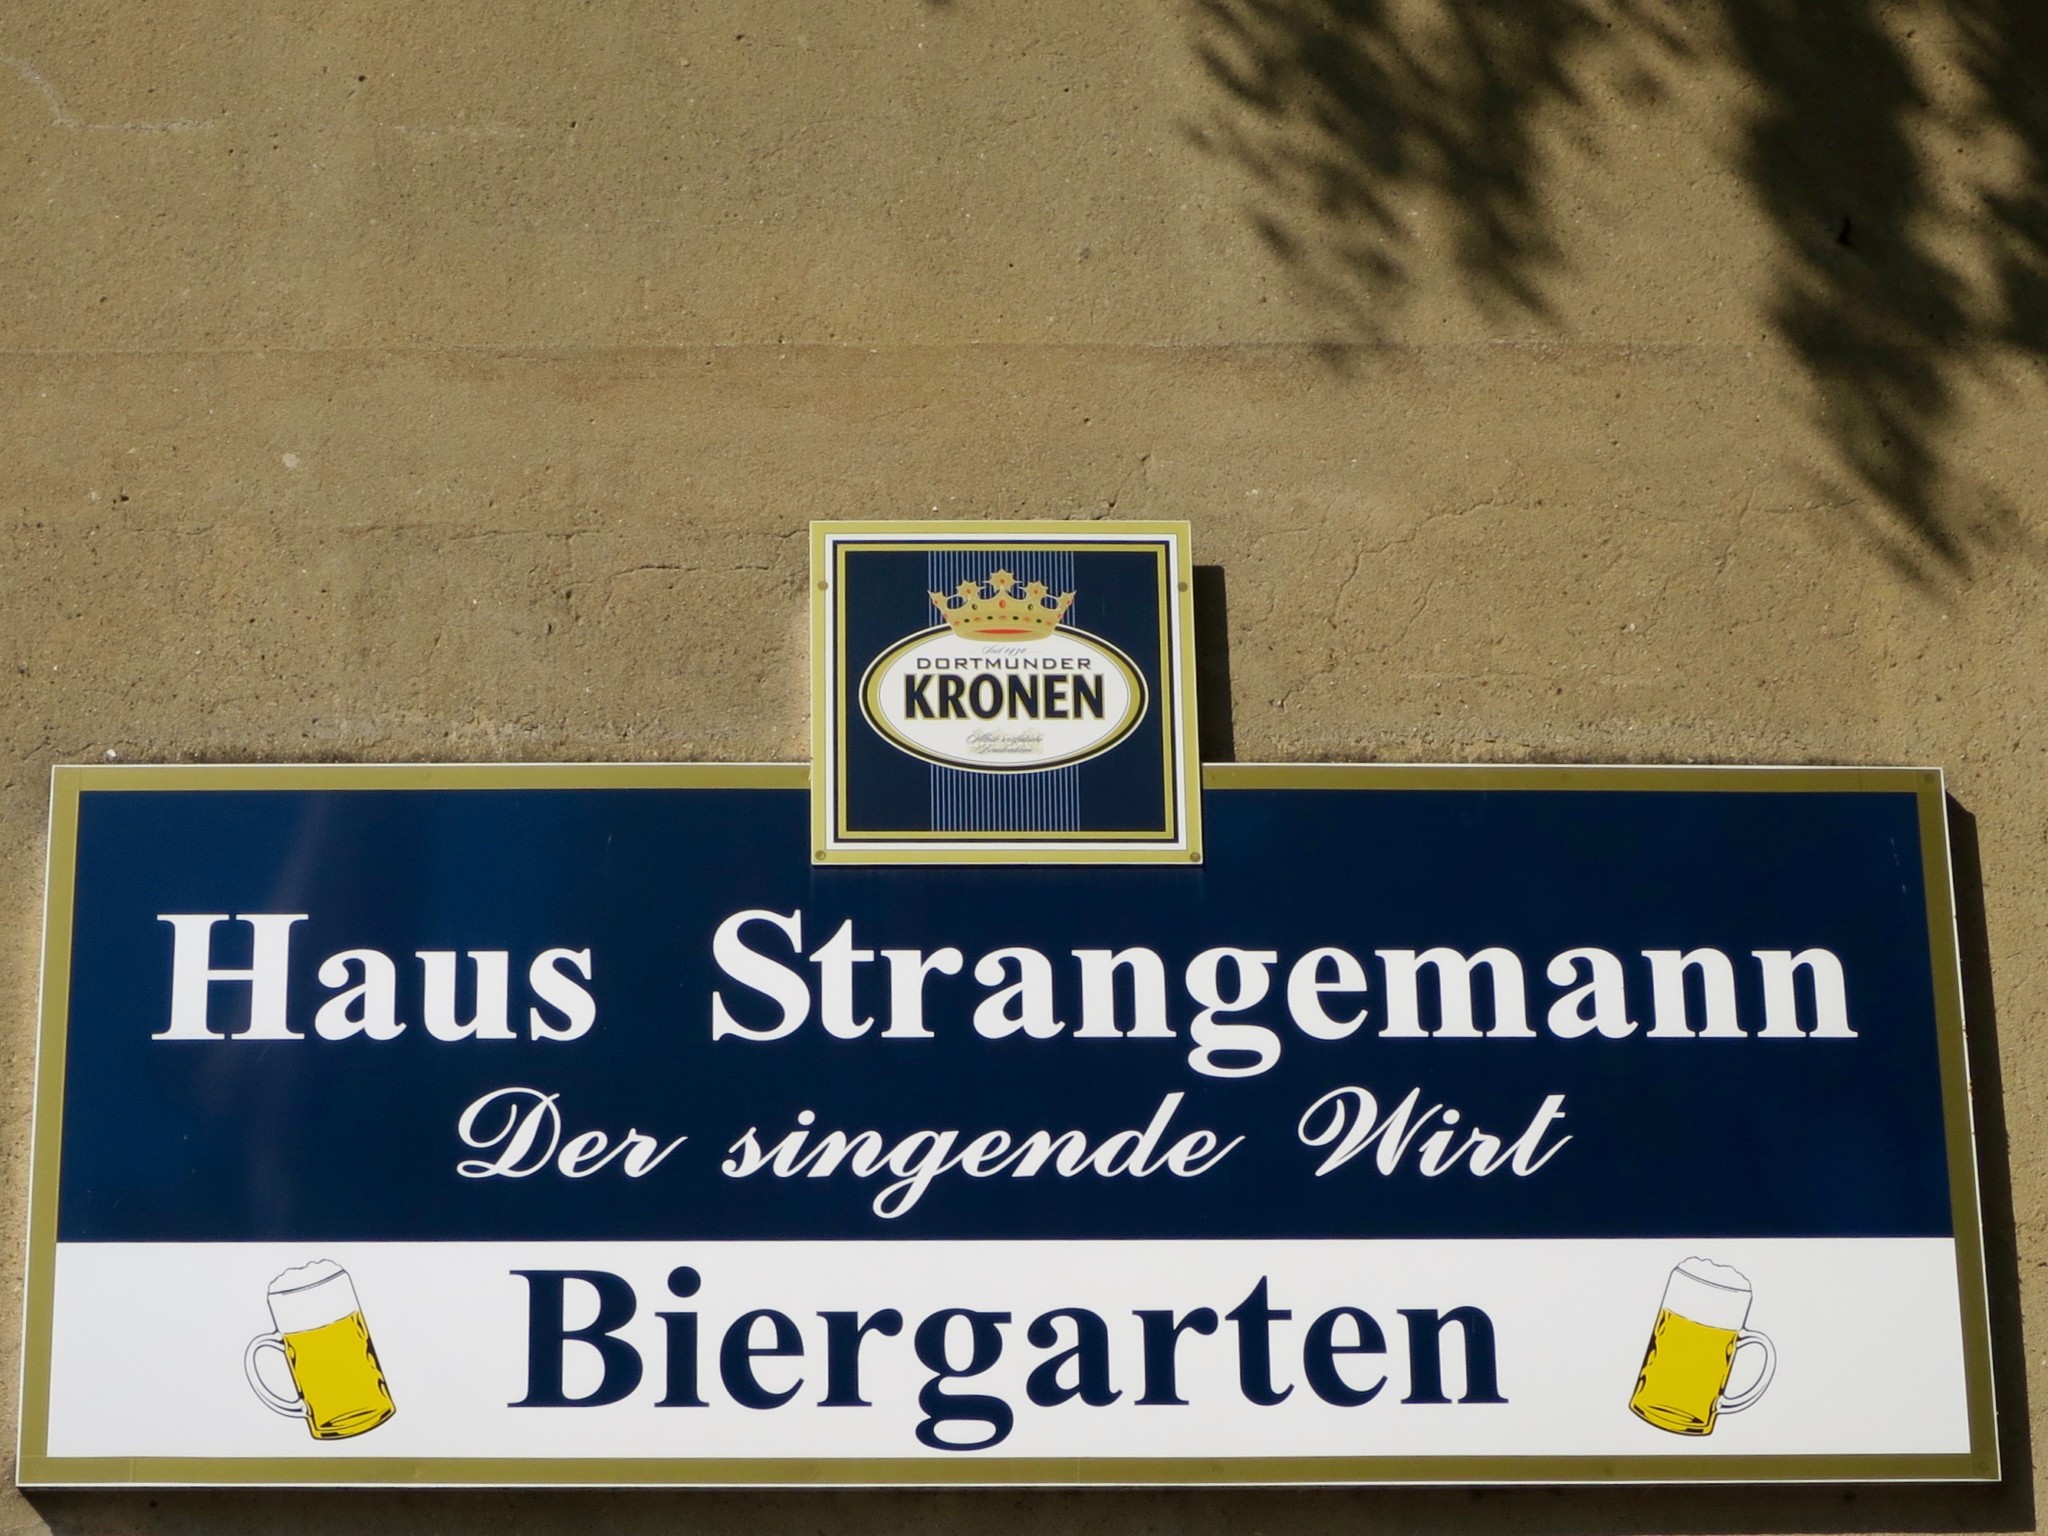 DORTMUNDER
KRONEN
Haus Strangemann
Der singende Wirt
Biergarten